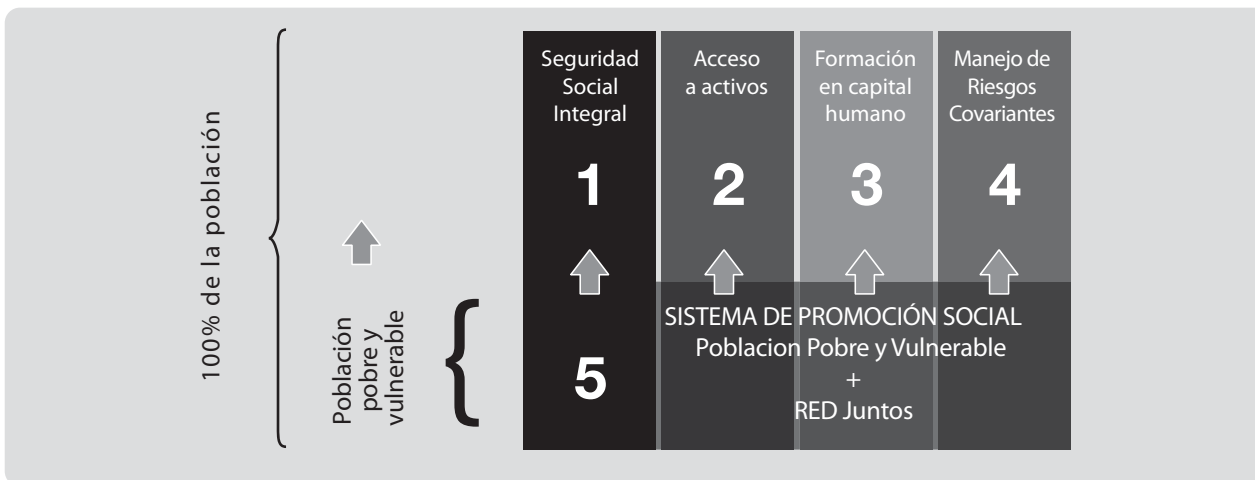 100% de la población
Población
pobre y
vulnerable
Seguridad
Social
Integral
1
Acceso
a activos
2
Formación
en capital
humano
3
Manejo de
Riesgos
Covariantes
4
5
SISTEMA DE PROMOCIÓN SOCIAL
Poblacion Pobre y Vulnerable
+
RED Juntos